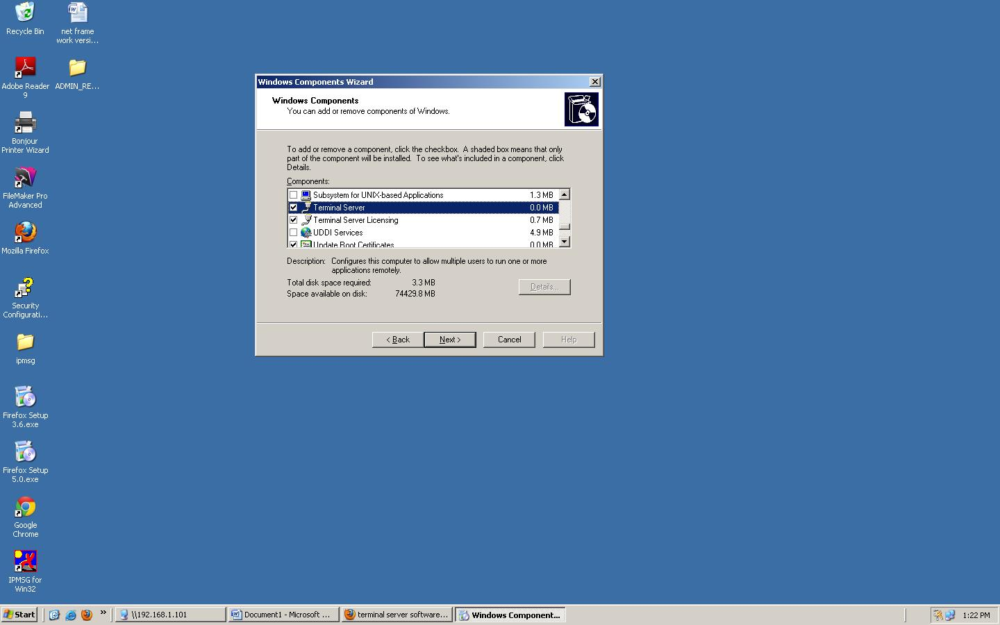 Recycle Bin
net frame
work versi...
Adobe Reader
9
ADMIN_RE...
Bonjour
Printer Wizard
FileMaker Pro
Advanced
Mozilla Firefox
Security
Configurati...
ipmsg
Firefox Setup
3.6.exe
Firefox Setup
5.0.exe
Google
Chrome
IPMSG for
Win32
Windows Components Wizard
Windows Components
You can add or remove components of Windows.
To add or remove a component, click the checkbox.  A shaded box means that only
part of the component will be installed.  To see what's included in a component, click
Details.
Components:
Subsystem for UNIX-based Applications 1.3 MB
Terminal Server 0.0 MB
Terminal Server Licensing 0.7 MB
UDDI Services 4.9 MB
Update Root Certificates 0.0 MB
Description: Configures this computer to allow multiple users to run one or more
applications remotely.
Total disk space required: 3.3 MB
Space available on disk: 74429.8 MB
Details...
< Back
Next >
Cancel
Help
Start
»
\\192.168.1.101
Document1 - Microsoft ...
terminal server software...
Windows Component...
1:22 PM